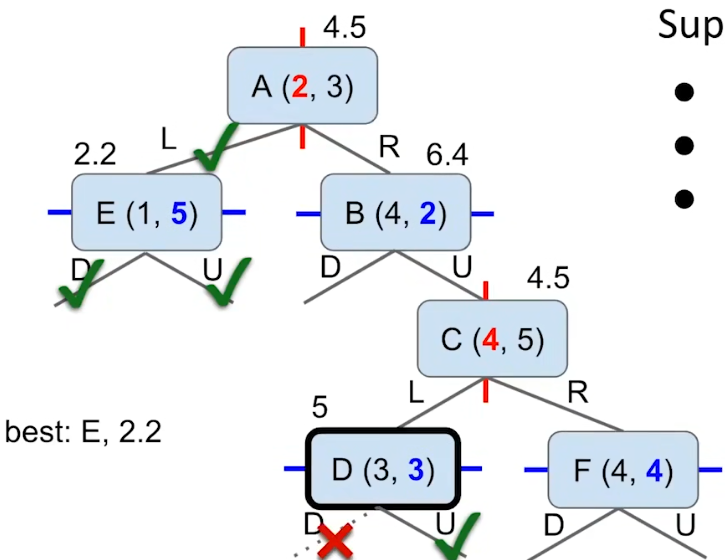 4.5
Sup
A (2, 3)
L
R
2.2
6.4
E (1, 5)
B (4, 2)
D
U
D
U
4.5
C (4, 5)
L
R
5
best: E, 2.2
D (3, 3)
F (4, 4)
D
U
D
U